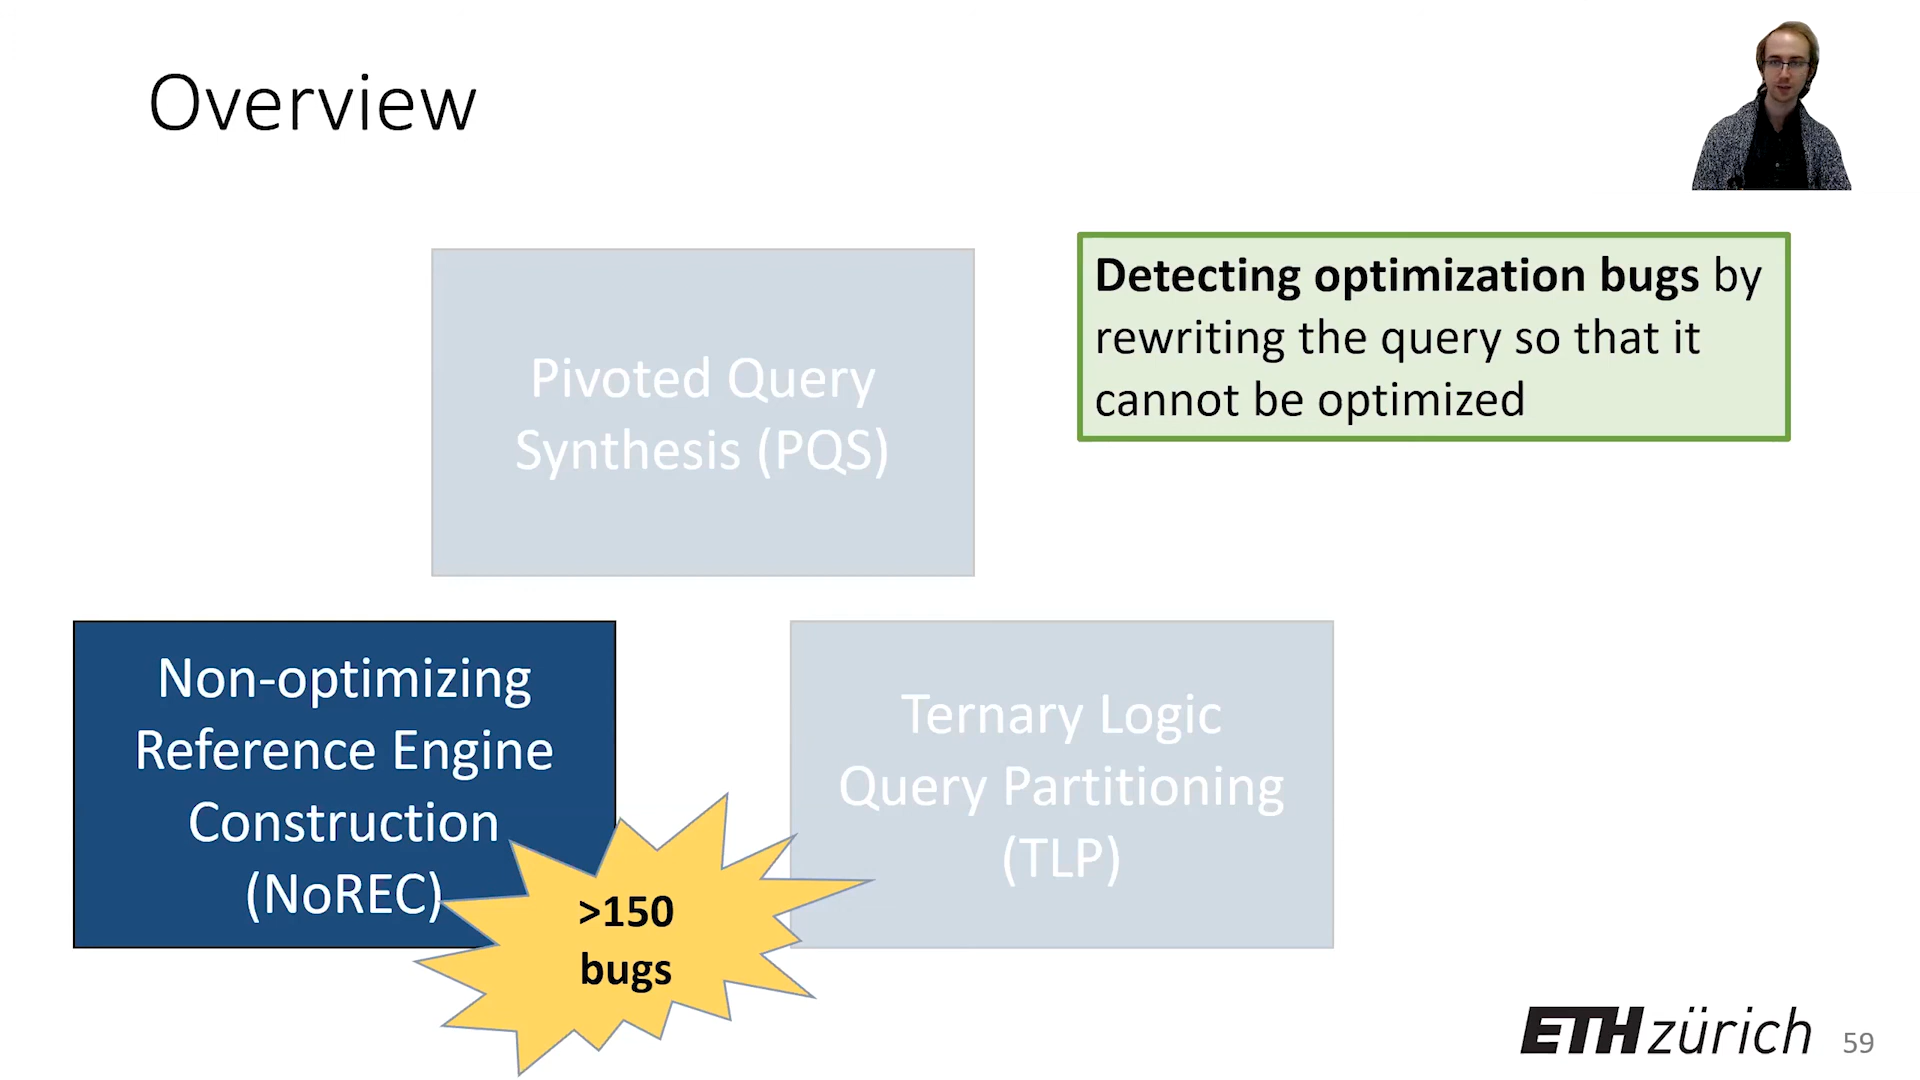 Overview
Pivoted Query
Synthesis (PQS)
Detecting optimization bugs by
rewriting the query so that it
cannot be optimized
Non-optimizing
Reference Engine
Construction
(NoREC)
>150
bugs
Ternary Logic
Query Partitioning
(TLP)
ETH zürich
59